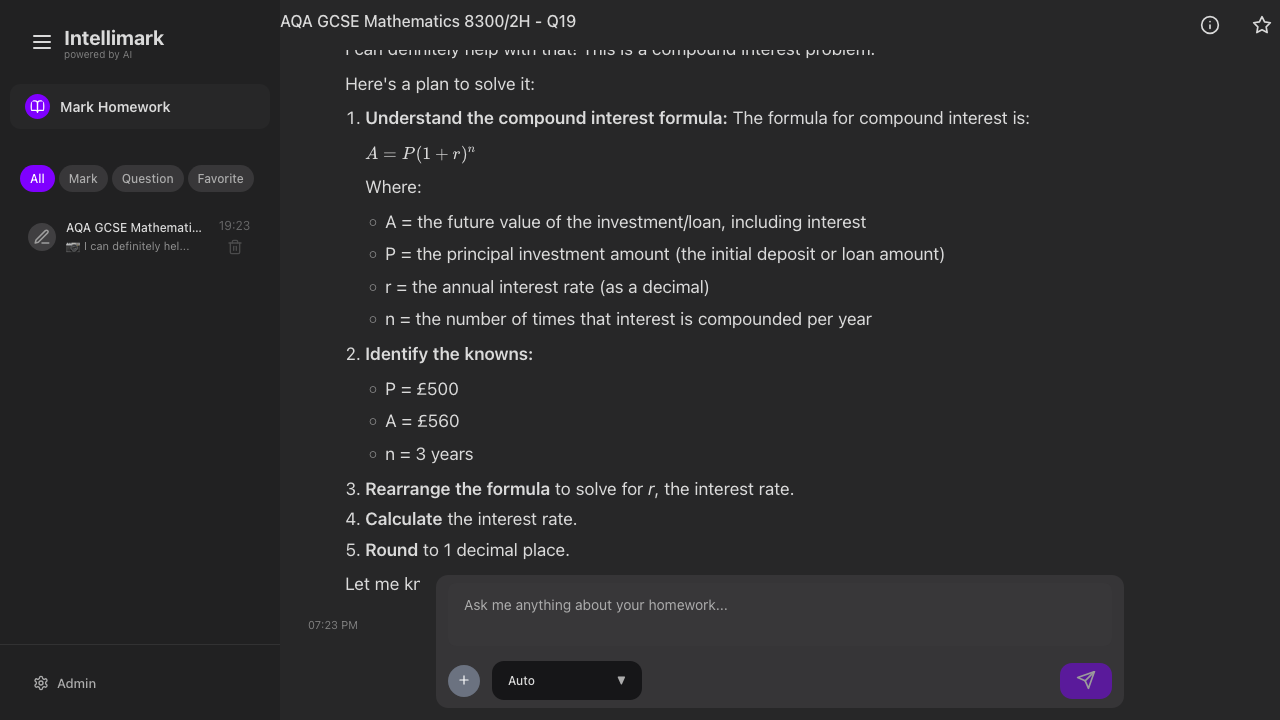 Intellimark
powered by AI
Mark Homework
All
Mark
Question
Favorite
AQA GCSE Mathemati...
19:23
I can definitely hel...
Admin
AQA GCSE Mathematics 8300/2H - Q19
I can definitely help with that! This is a compound interest problem.
Here's a plan to solve it:
1. Understand the compound interest formula: The formula for compound interest is:
A = P(1 + r)^n
Where:
○ A = the future value of the investment/loan, including interest
○ P = the principal investment amount (the initial deposit or loan amount)
○ r = the annual interest rate (as a decimal)
○ n = the number of times that interest is compounded per year
2. Identify the knowns:
○ P = £500
○ A = £560
○ n = 3 years
3. Rearrange the formula to solve for r, the interest rate.
4. Calculate the interest rate.
5. Round to 1 decimal place.
Let me
07:23 PM
Ask me anything about your homework...
Auto